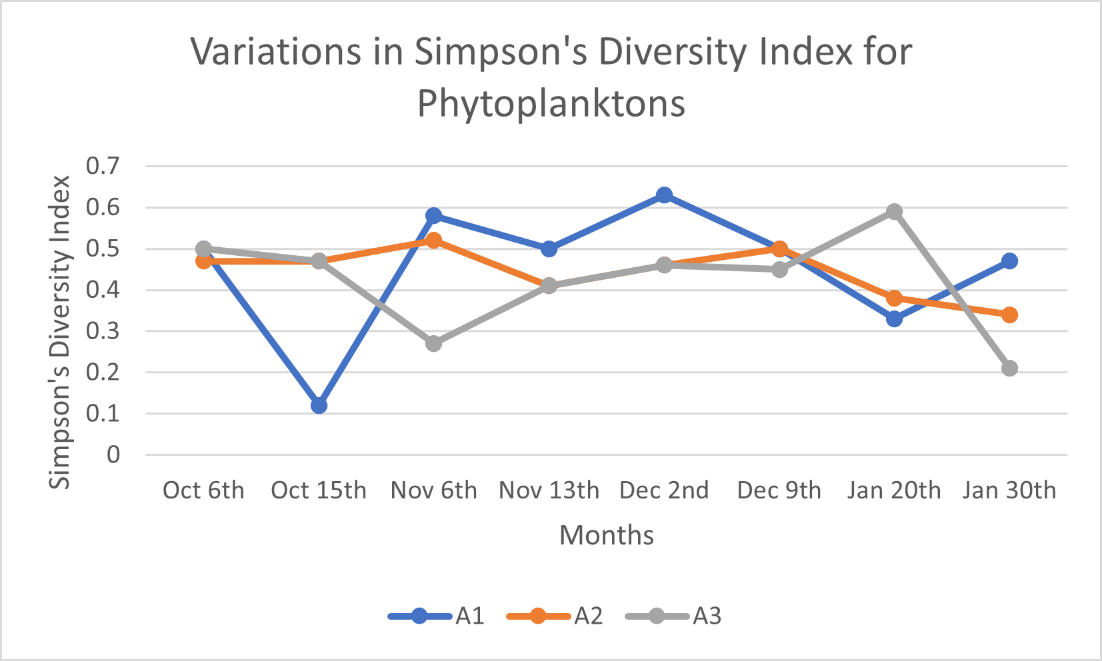 Variations in Simpson's Diversity Index for
Phytoplanktons
Simpson's Diversity Index
0.7
0.6
0.5
0.4
0.3
0.2
0.1
0
Oct 6th Oct 15th Nov 6th Nov 13th Dec 2nd Dec 9th Jan 20th Jan 30th
Months
A1 A2 A3